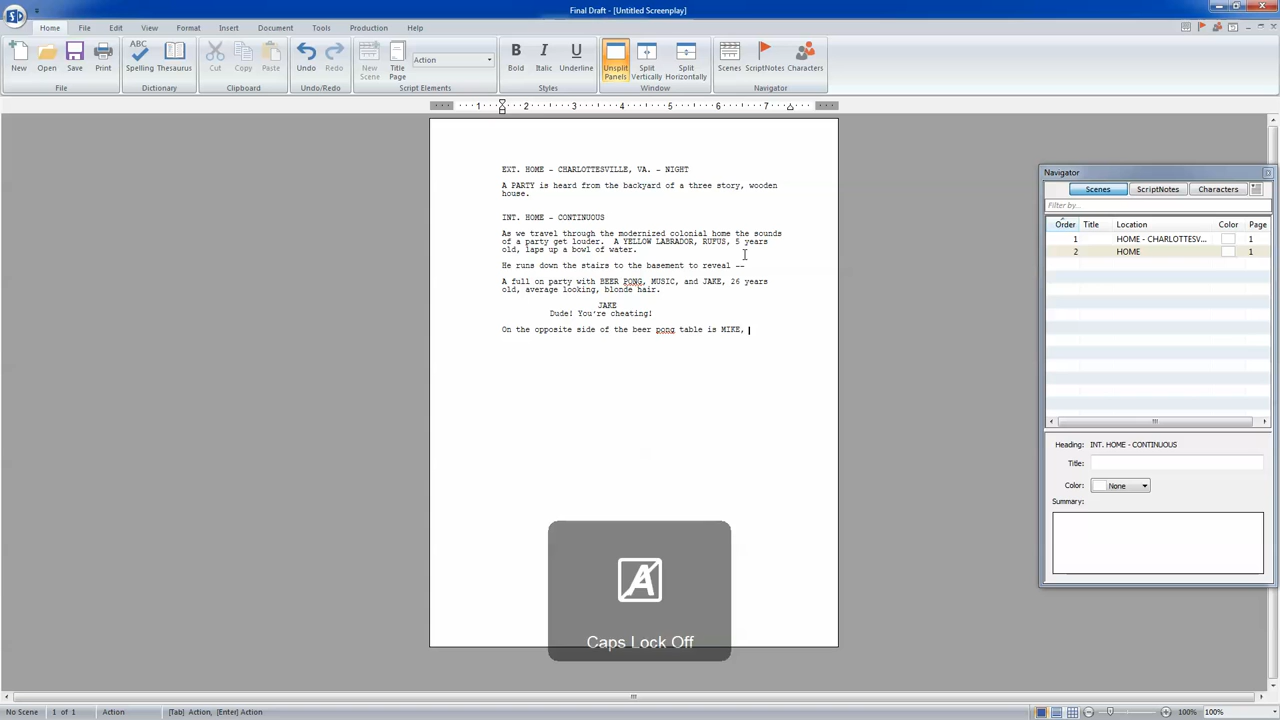 Final Draft - [Untitled Screenplay]
Home File Edit View Format Insert Document Tools Production
New Open Save Print
File
ABC
Spelling Thesaurus
Dictionary
Cut Copy Paste
Clipboard
Undo Redo
Undo/Redo
New Scene
Title Page
Action
Script Elements
B I U
Bold Italic Underline
Styles
Unsplit Panels
Split Vertically
Split Horizontally
Window
Scenes ScriptNotes Characters
Navigator
1 2 3 4 5 6 7
EXT. HOME - CHARLOTTESVILLE, VA. - NIGHT
A PARTY is heard from the backyard of a three story, wooden
house.
INT. HOME - CONTINUOUS
As we travel through the modernized colonial home the sounds
of a party get louder. A YELLOW LABRADOR, RUFUS, 5 years
old, laps up a bowl of water.
He runs down the stairs to the basement to reveal --
A full on party with BEER PONG, MUSIC, and JAKE, 26 years
old, average looking, blonde hair.
JAKE
Dude! You're cheating!
On the opposite side of the beer pong table is MIKE,
A
Caps Lock Off
Navigator
Scenes ScriptNotes Characters
Filter by...
Order Title Location Color Page
1 HOME - CHARLOTTESV... 1
2 HOME 1
Heading: INT. HOME - CONTINUOUS
Title:
Color: None
Summary:
No Scene 1 of 1 Action [Tab] Action, [Enter] Action 100% 100%